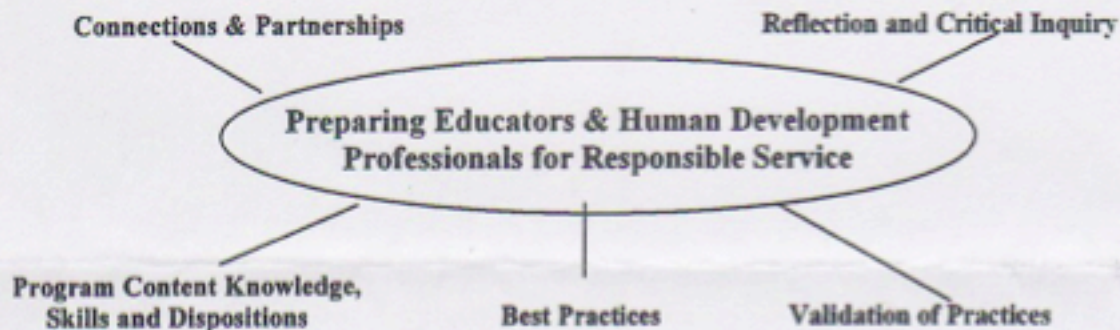 Connections & Partnerships
Reflection and Critical Inquiry
Preparing Educators & Human Development
Professionals for Responsible Service
Program Content Knowledge,
Skills and Dispositions
Best Practices
Validation of Practices